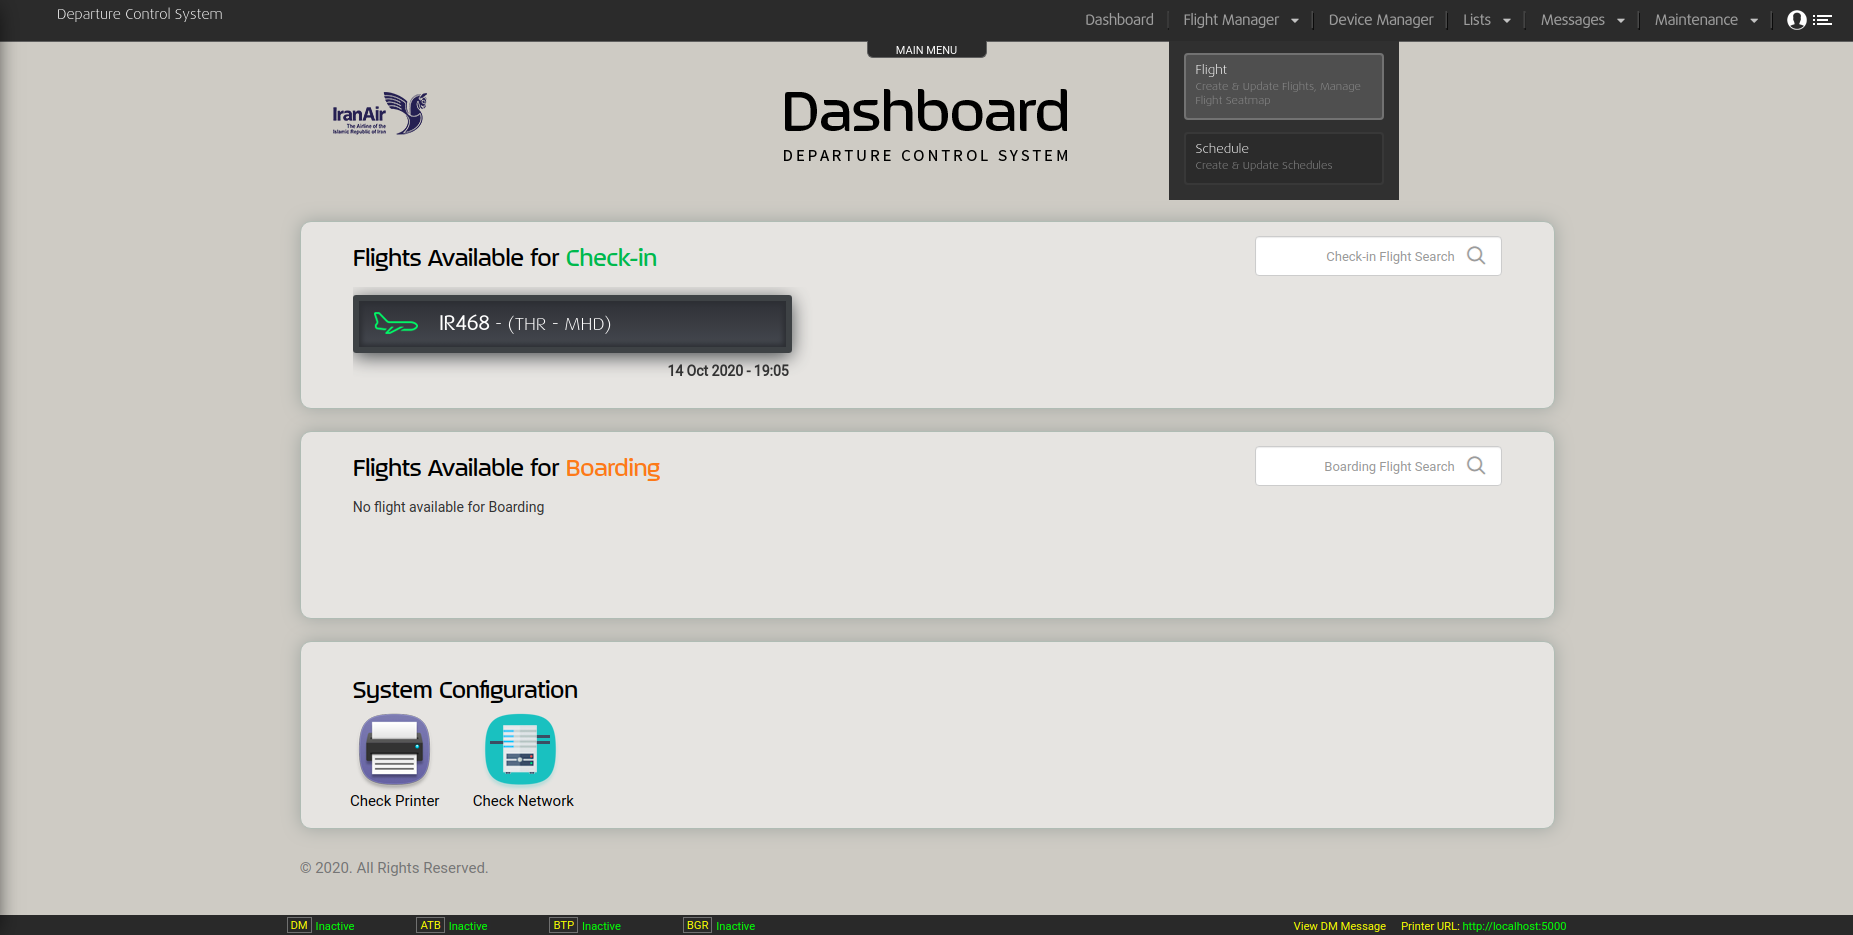 Departure Control System
Dashboard
Flight Manager
Device Manager
Lists
Messages
Maintenance
MAIN MENU
Flight
Create & Update Flights, Manage
Flight Seatmap
Schedule
Create & Update Schedules
IranAir
The Airline of the
Islamic Republic of Iran
Dashboard
DEPARTURE CONTROL SYSTEM
Flights Available for Check-in
Check-in Flight Search
IR468 - (THR - MHD)
14 Oct 2020 - 19:05
Flights Available for Boarding
Boarding Flight Search
No flight available for Boarding
System Configuration
Check Printer
Check Network
© 2020. All Rights Reserved.
DM Inactive
ATB Inactive
BTP Inactive
BGR Inactive
View DM Message
Printer URL: http://localhost:5000